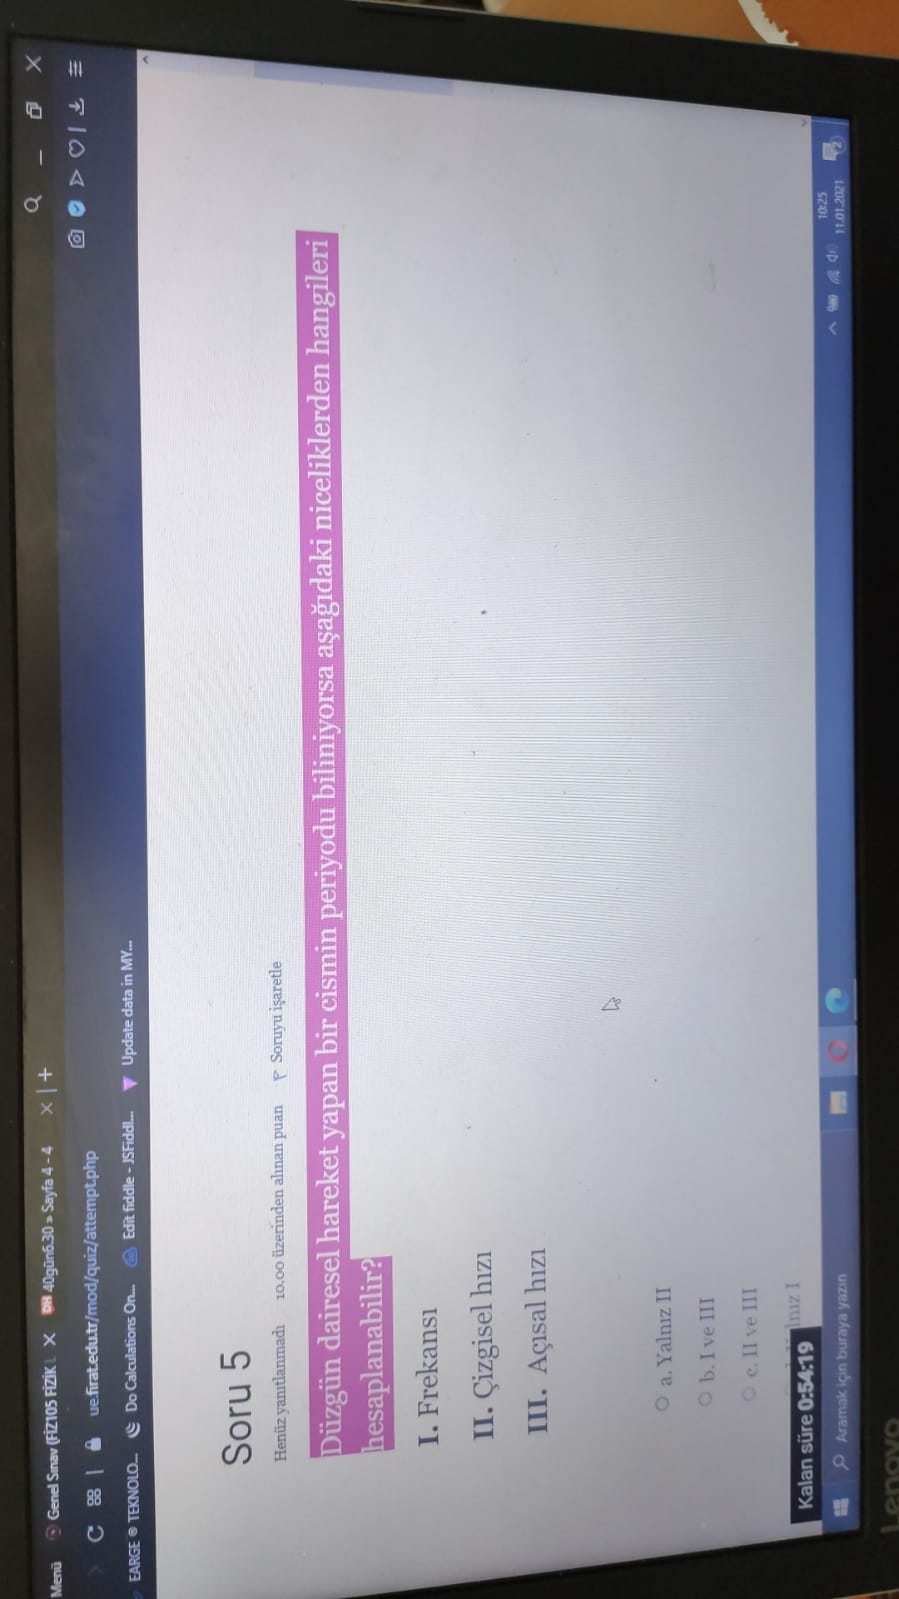 Menü
Genel Sınav (FİZ105 FİZİK
40gün6.30 » Sayfa 4 - 4
ue.firat.edu.tr/mod/quiz/attempt.php
EARGE ® TEKNOLO...
Do Calculations On...
Edit fiddle - JSFiddl...
Update data in MY...
Soru 5
Henüz yanıtlanmadı
10.00 üzerinden alınan puan
Soruyu işaretle
Düzgün dairesel hareket yapan bir cismin periyodu biliniyorsa aşağıdaki niceliklerden hangileri
hesaplanabilir?
I. Frekansı
II. Çizgisel hızı
III. Açısal hızı
a. Yalnız II
b. I ve III
c. II ve III
Kalan süre 0:54:19
Aramak için buraya yazın
10:25
11.01.2021
2
Lenovo